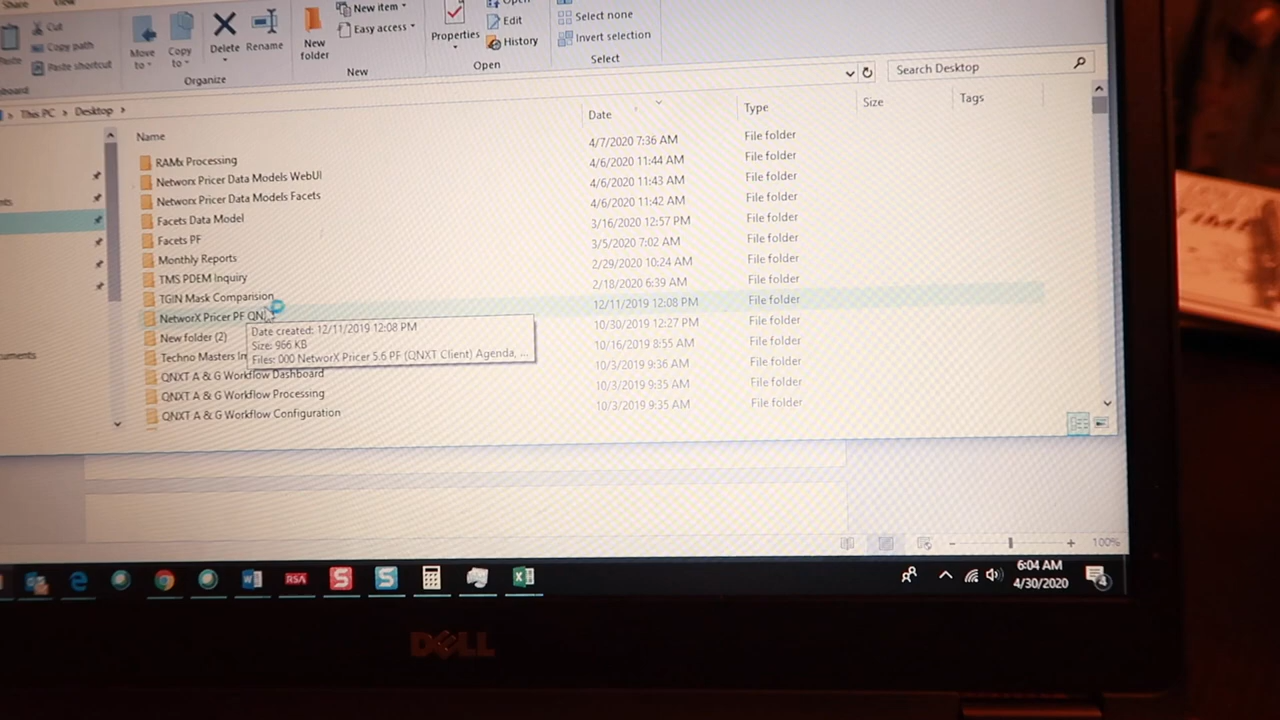 Share View
Cut
Copy path
Paste shortcut
Paste
Move to
Copy to
Delete
Rename
Organize
New folder
New item
Easy access
New
Properties
Open
Edit
History
Open
Select none
Invert selection
Select
This PC > Desktop >
Search Desktop
Name Date Type Size Tags
4/7/2020 7:36 AM File folder
RAMx Processing 4/6/2020 11:44 AM File folder
Networx Pricer Data Models WebUI 4/6/2020 11:43 AM File folder
Networx Pricer Data Models Facets 4/6/2020 11:42 AM File folder
Facets Data Model 3/16/2020 12:57 PM File folder
Facets PF 3/5/2020 7:02 AM File folder
Monthly Reports 2/29/2020 10:24 AM File folder
TMS PDEM Inquiry 2/18/2020 6:39 AM File folder
TGIN Mask Comparision 12/11/2019 12:08 PM File folder
NetworX Pricer PF QN 10/30/2019 12:27 PM File folder
New folder (2) 10/16/2019 8:55 AM File folder
Techno Masters In 10/3/2019 9:36 AM File folder
QNXT A & G Workflow Dashboard 10/3/2019 9:35 AM File folder
QNXT A & G Workflow Processing 10/3/2019 9:35 AM File folder
QNXT A & G Workflow Configuration
Date created: 12/11/2019 12:08 PM
Size: 966 KB
Files: 000 NetworX Pricer 5.6 PF (QNXT Client) Agenda, ...
100%
RSA
6:04 AM
4/30/2020
4
DELL